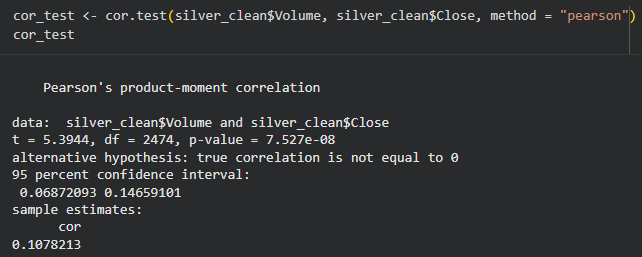 cor_test <- cor.test(silver_clean$Volume, silver_clean$Close, method = "pearson")
cor_test
Pearson's product-moment correlation
data:  silver_clean$Volume and silver_clean$Close
t = 5.3944, df = 2474, p-value = 7.527e-08
alternative hypothesis: true correlation is not equal to 0
95 percent confidence interval:
 0.06872093 0.14659101
sample estimates:
      cor
0.1078213